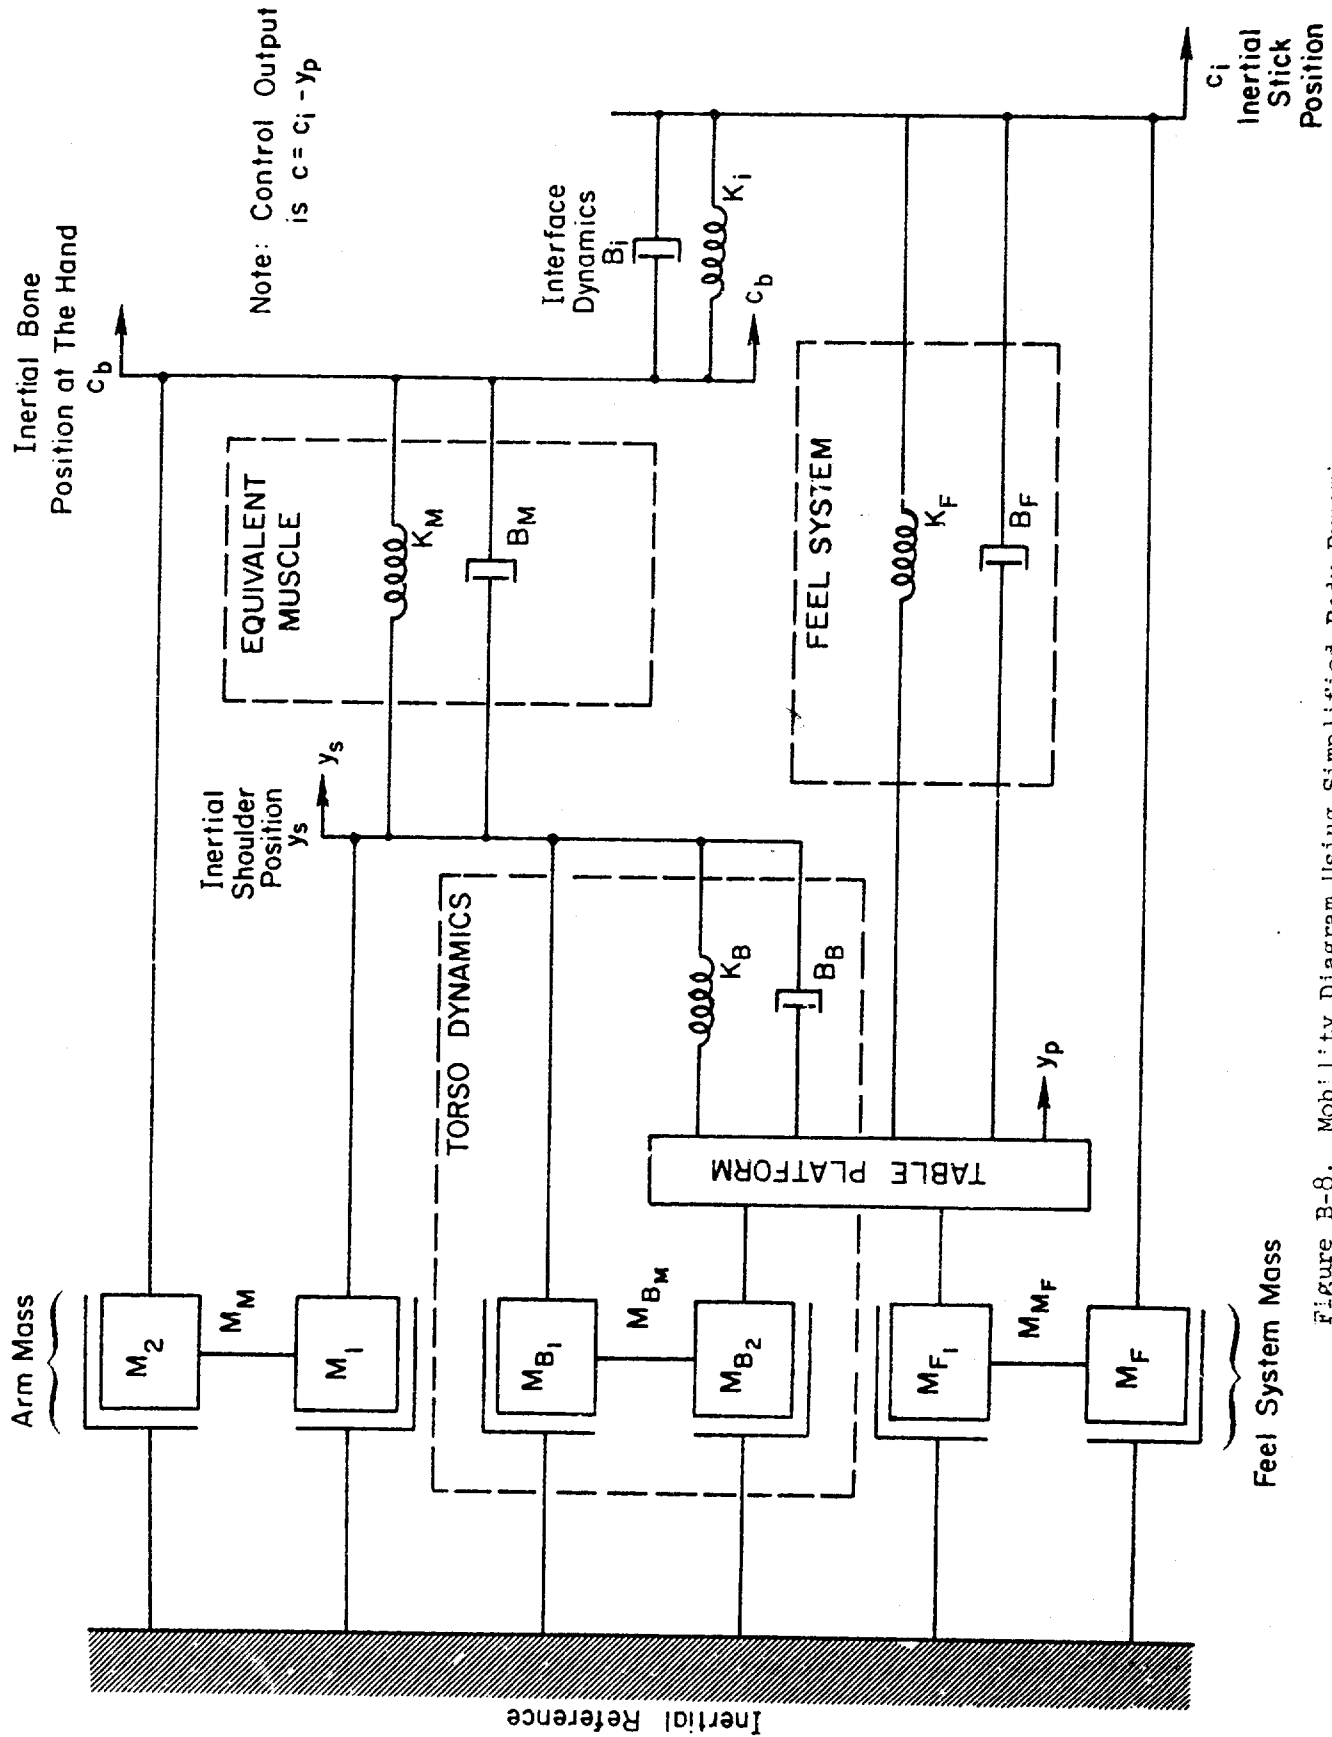 Inertial Bone
Position at The Hand
c_b
Note: Control Output
is c = c_i - y_p
EQUIVALENT
MUSCLE
K_M
B_M
Interface
Dynamics
B_i
K_i
c_b
Inertial
Shoulder
Position
y_s
y_s
FEEL SYSTEM
K_F
B_F
c_i
Inertial
Stick
Position
TORSO DYNAMICS
K_B
B_B
TABLE PLATFORM
y_p
Arm Mass
M_2
M_M
M_1
M_B1
M_BM
M_B2
M_F1
M_MF
M_F
Feel System Mass
Inertial Reference
Figure B-8. Mobility Diagram Using Simplified Body